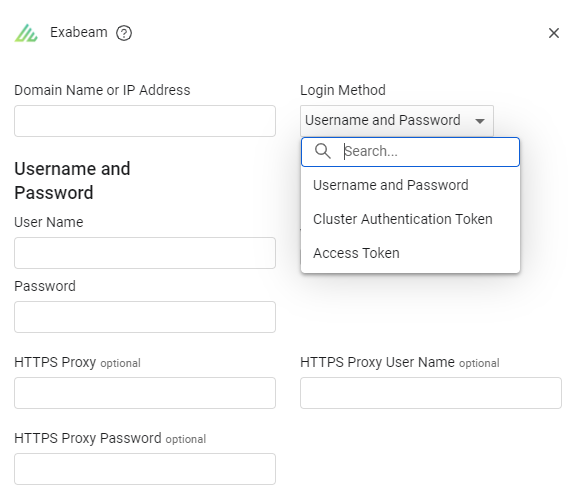 Exabeam
Domain Name or IP Address
Login Method
Username and Password
Search...
Username and Password
Cluster Authentication Token
Access Token
Username and
Password
User Name
Password
HTTPS Proxy optional
HTTPS Proxy User Name optional
HTTPS Proxy Password optional